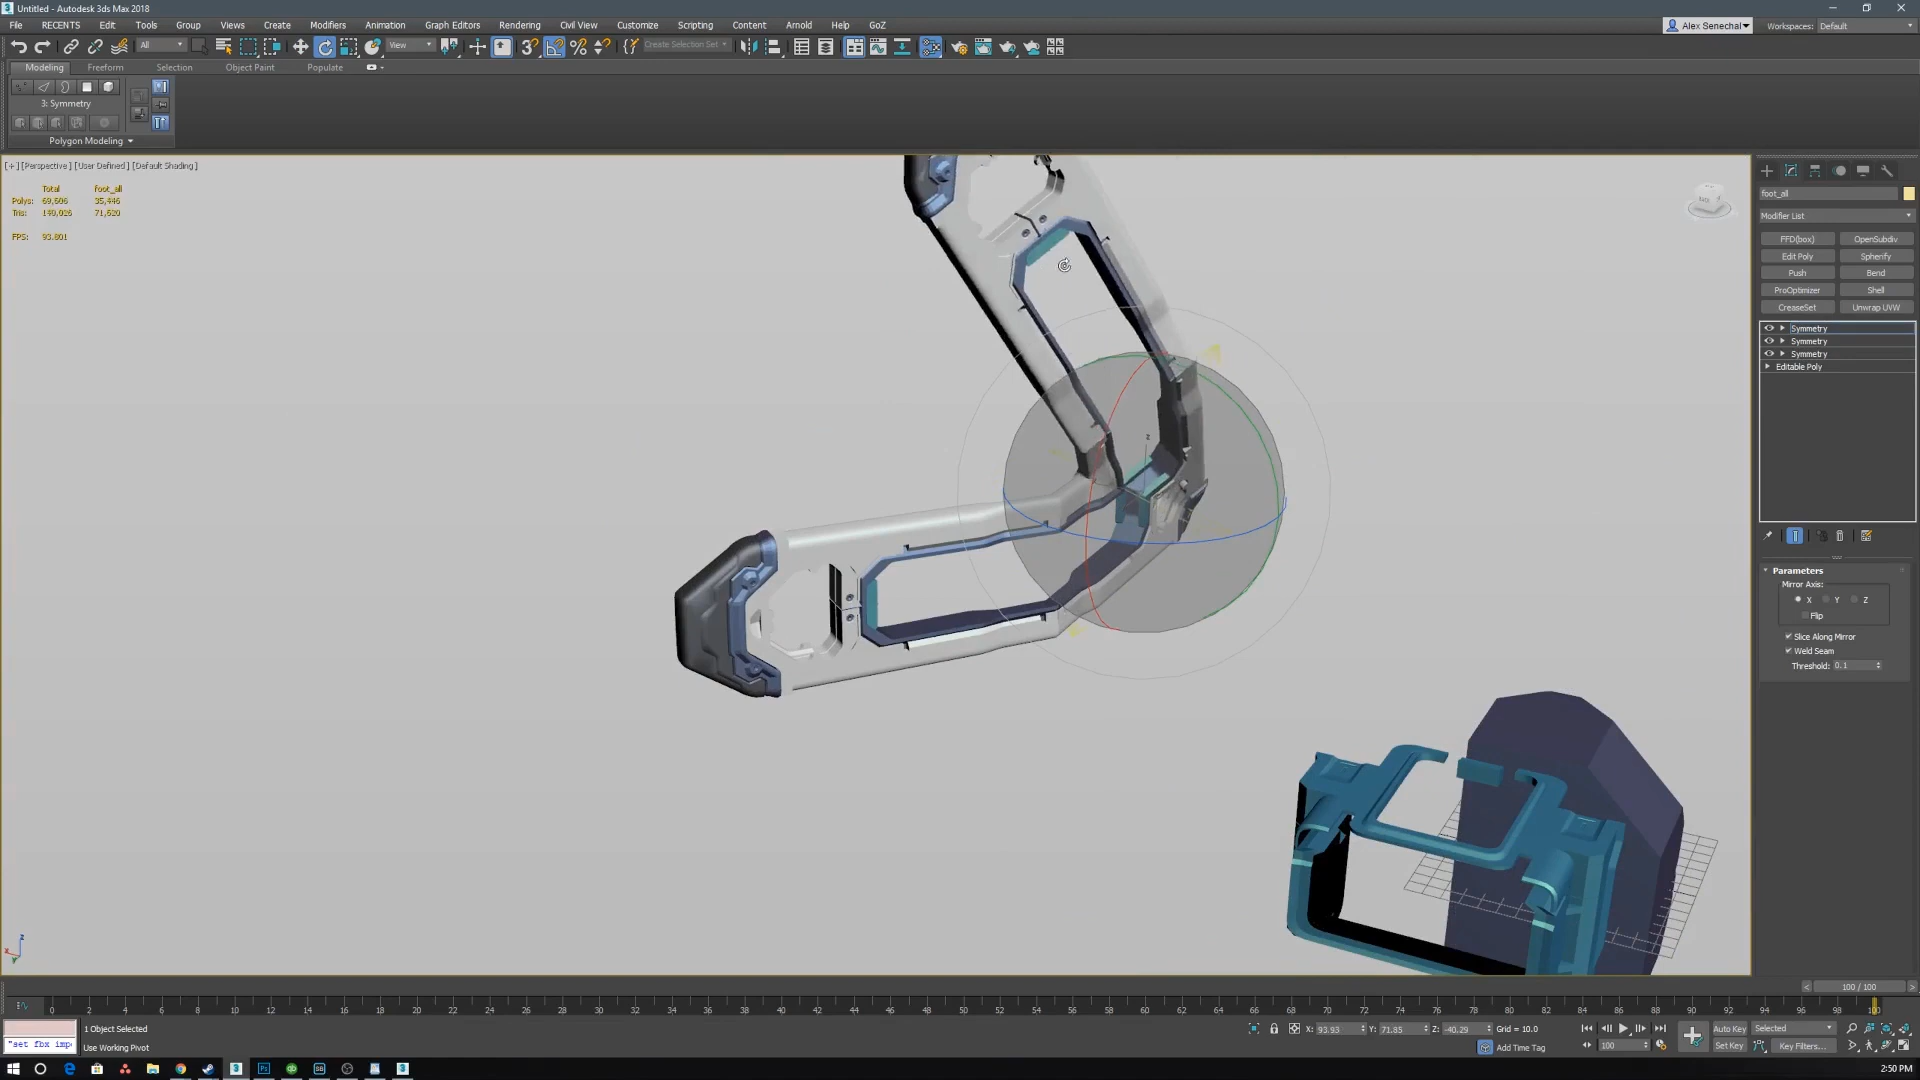 Untitled - Autodesk 3ds Max 2018
File RECENTS Edit Tools Group Views Create Modifiers Animation Graph Editors Rendering Civil View Customize Scripting Content Arnold Help GoZ
Alex Senechal
Workspaces: Default
All
View
Create Selection Set
Modeling Freeform Selection Object Paint Populate
3: Symmetry
Polygon Modeling
[+] [Perspective] [User Defined] [Default Shading]
Total foot_all
Polys: 69,606 35,446
Tris: 140,026 71,620
FPS: 93.801
z
foot_all
Modifier List
FFD(box) OpenSubdiv
Edit Poly Spherify
Push Bend
ProOptimizer Shell
CreaseSet Unwrap UVW
Symmetry
Symmetry
Symmetry
Editable Poly
Parameters
Mirror Axis:
X Y Z
Flip
Slice Along Mirror
Weld Seam
Threshold: 0.1
100 / 100
0 2 4 6 8 10 12 14 16 18 20 22 24 26 28 30 32 34 36 38 40 42 44 46 48 50 52 54 56 58 60 62 64 66 68 70 72 74 76 78 80 82 84 86 88 90 92 94 96 98 100
1 Object Selected
"set fbx imp
Use Working Pivot
X: 93.93 Y: 71.85 Z: -40.29 Grid = 10.0
Add Time Tag
100
Auto Key Selected
Set Key Key Filters...
2:50 PM